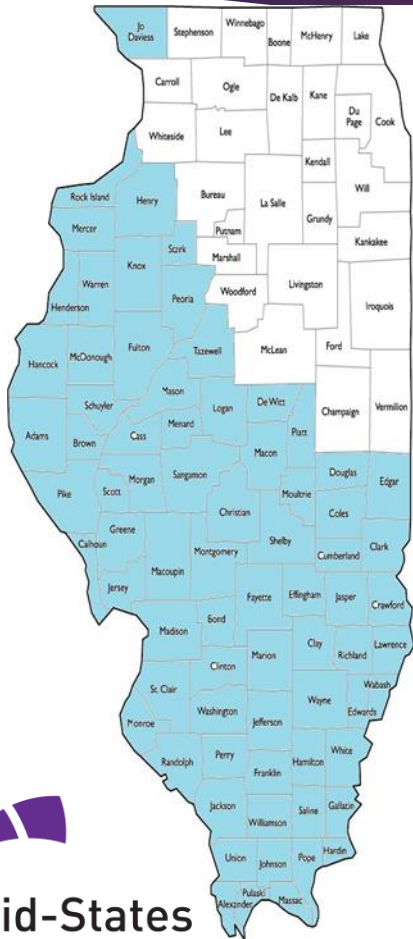 Jo
Daviess
Stephenson
Winnebago
Boone
McHenry
Lake
Carroll
Ogle
De Kalb
Kane
Du
Page
Cook
Whiteside
Lee
Kendall
Will
Rock Island
Henry
Bureau
La Salle
Grundy
Putnam
Mercer
Stark
Marshall
Kankakee
Knox
Warren
Peoria
Woodford
Livingston
Iroquois
Henderson
Fulton
Tazewell
McLean
Ford
Hancock
McDonough
Mason
Logan
De Witt
Champaign
Vermilion
Schuyler
Menard
Piatt
Adams
Brown
Cass
Macon
Douglas
Edgar
Pike
Scott
Morgan
Sangamon
Moultrie
Coles
Christian
Greene
Calhoun
Macoupin
Montgomery
Shelby
Cumberland
Clark
Jersey
Fayette
Effingham
Jasper
Crawford
Madison
Bond
Marion
Clay
Richland
Lawrence
Clinton
St. Clair
Washington
Jefferson
Wayne
Wabash
Edwards
Monroe
Randolph
Perry
Franklin
Hamilton
White
Jackson
Williamson
Saline
Gallatin
Union
Johnson
Pope
Hardin
Pulaski
Alexander
Massac
id-States